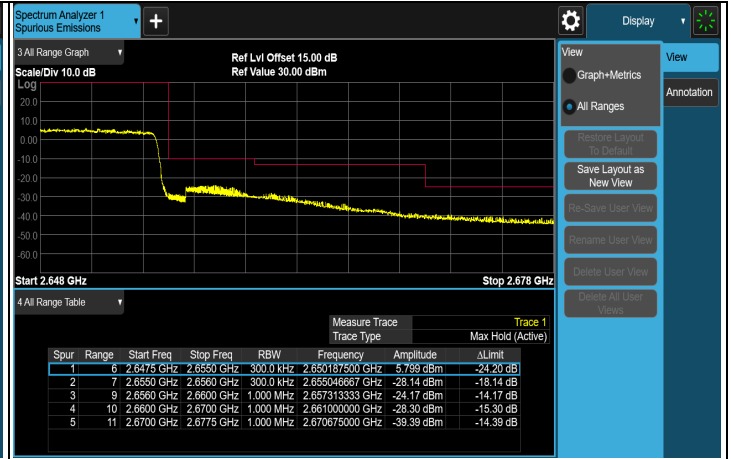 Spectrum Analyzer 1
Spurious Emissions
Display
3 All Range Graph
Ref Lvl Offset 15.00 dB
Scale/Div 10.0 dB
Ref Value 30.00 dBm
Log
20.0
10.0
0.00
-10.0
-20.0
-30.0
-40.0
-50.0
-60.0
Start 2.648 GHz
Stop 2.678 GHz
View
Graph+Metrics
All Ranges
Restore Layout
To Default
Save Layout as
New View
Re-Save User View
Rename User View
Delete User View
Delete All User
Views
View
Annotation
4 All Range Table
Measure Trace Trace 1
Trace Type Max Hold (Active)
Spur Range Start Freq Stop Freq RBW Frequency Amplitude ΔLimit
1 6 2.6475 GHz 2.6550 GHz 300.0 kHz 2.650187500 GHz 5.799 dBm -24.20 dB
2 7 2.6550 GHz 2.6560 GHz 300.0 kHz 2.655046667 GHz -28.14 dBm -18.14 dB
3 9 2.6560 GHz 2.6600 GHz 1.000 MHz 2.657313333 GHz -24.17 dBm -14.17 dB
4 10 2.6600 GHz 2.6700 GHz 1.000 MHz 2.661000000 GHz -28.30 dBm -15.30 dB
5 11 2.6700 GHz 2.6775 GHz 1.000 MHz 2.670675000 GHz -39.39 dBm -14.39 dB